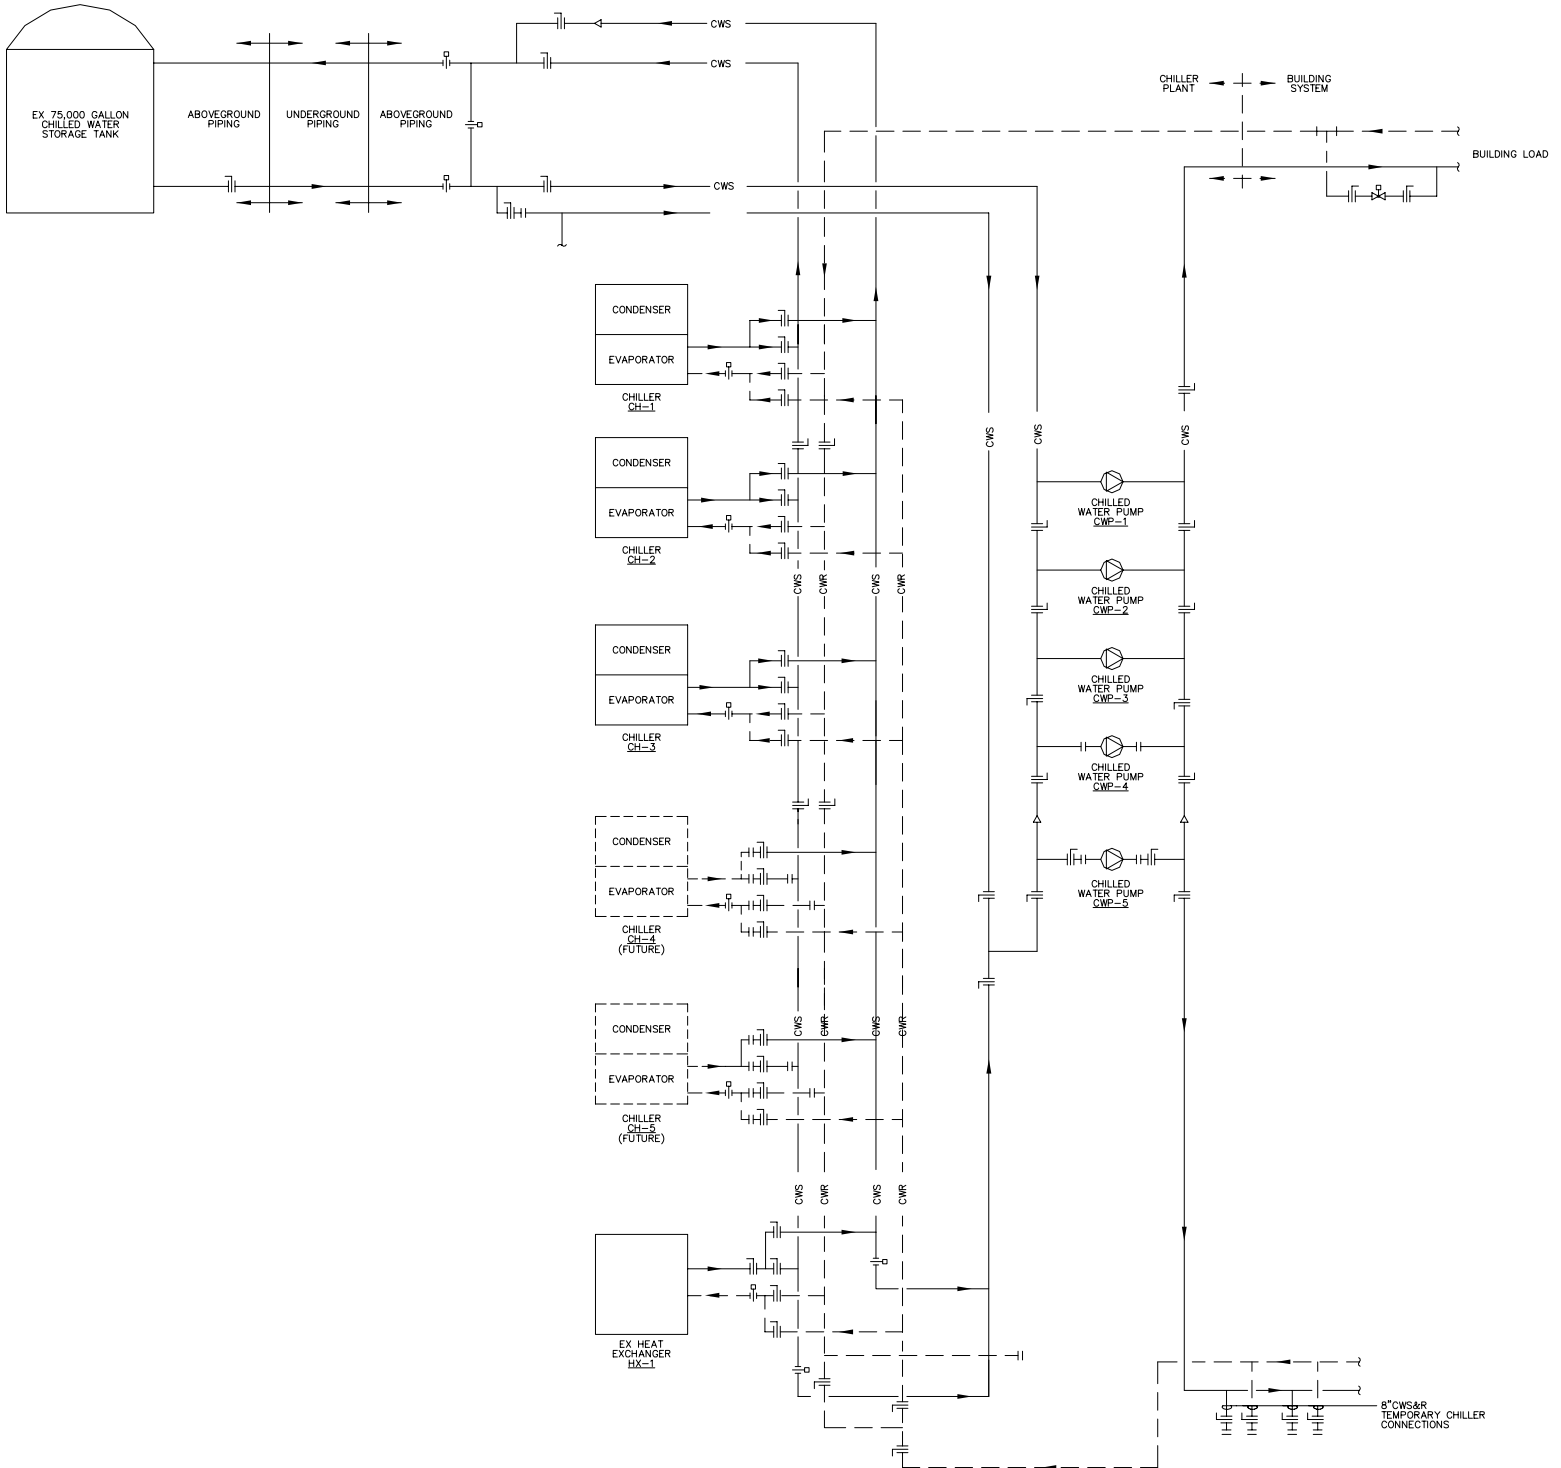 CWS
CWS
CHILLER
PLANT
BUILDING
SYSTEM
EX 75,000 GALLON
CHILLED WATER
STORAGE TANK
ABOVEGROUND
PIPING
UNDERGROUND
PIPING
ABOVEGROUND
PIPING
BUILDING LOAD
CWS
CONDENSER
EVAPORATOR
CHILLER
CH-1
CWS
CWS
CWS
CONDENSER
EVAPORATOR
CHILLER
CH-2
CHILLED
WATER PUMP
CWP-1
CWS
CWR
CWS
CWR
CHILLED
WATER PUMP
CWP-2
CONDENSER
EVAPORATOR
CHILLER
CH-3
CHILLED
WATER PUMP
CWP-3
CHILLED
WATER PUMP
CWP-4
CONDENSER
EVAPORATOR
CHILLER
CH-4
(FUTURE)
CHILLED
WATER PUMP
CWP-5
CONDENSER
EVAPORATOR
CHILLER
CH-5
(FUTURE)
CWS
CWR
CWS
CWR
CWS
CWR
CWS
CWR
EX HEAT
EXCHANGER
HX-1
8"CWS&R
TEMPORARY CHILLER
CONNECTIONS